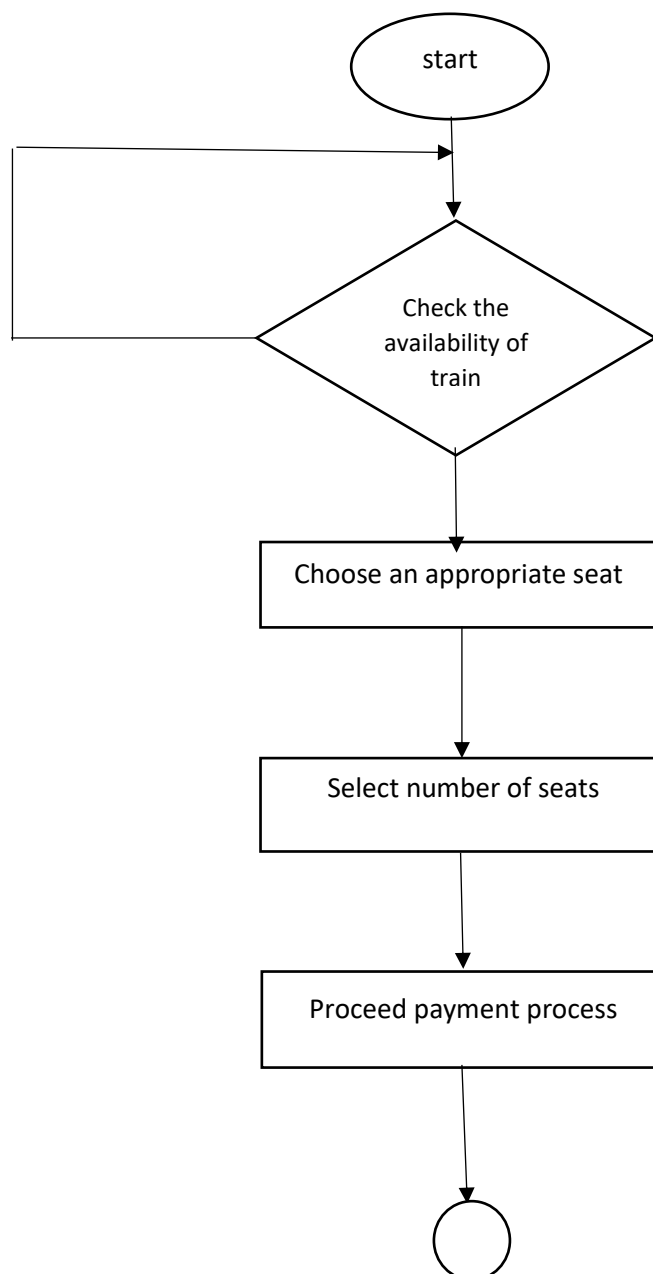 start
Check the
availability of
train
Choose an appropriate seat
Select number of seats
Proceed payment process